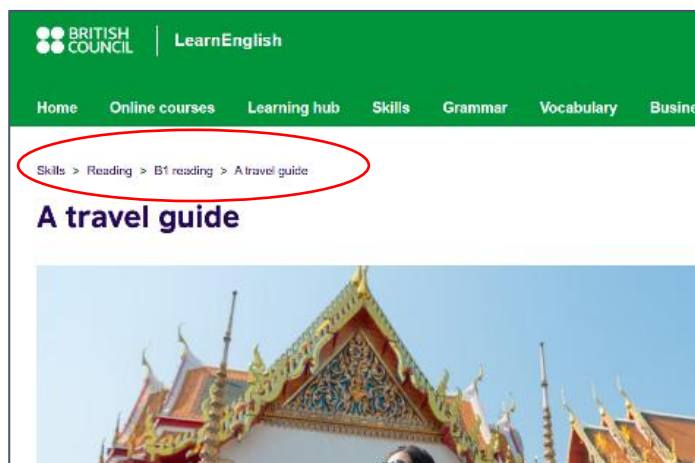 BRITISH
COUNCIL
LearnEnglish
Home Online courses Learning hub Skills Grammar Vocabulary Busine
Skills > Reading > B1 reading > A travel guide
A travel guide